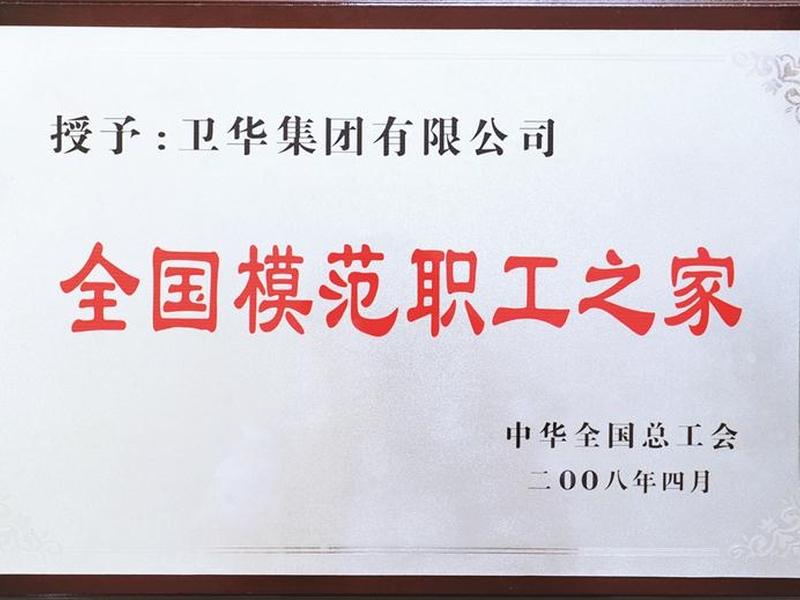 授予：卫华集团有限公司
全国模范职工之家
中华全国总工会
二00八年四月